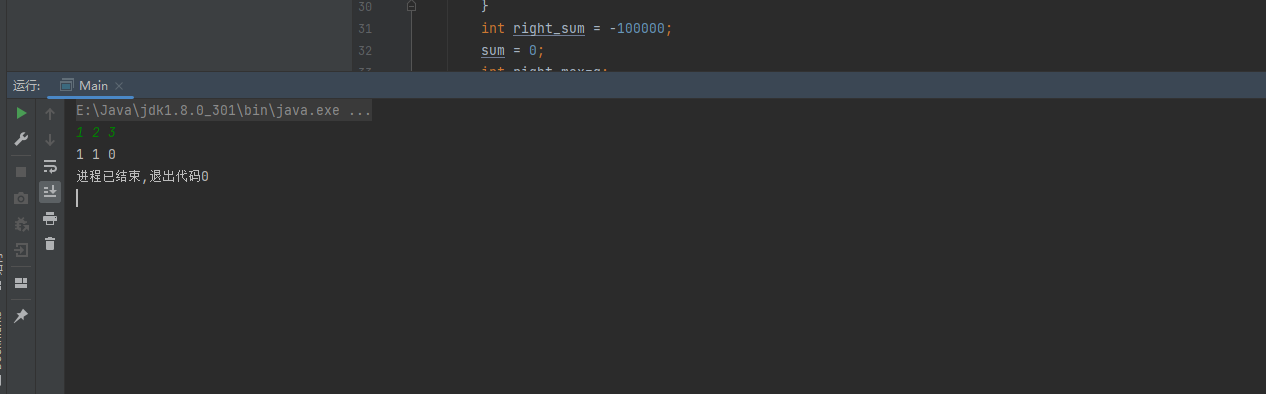 30 }
31 int right_sum = -100000;
32 sum = 0;
运行: Main
E:\Java\jdk1.8.0_301\bin\java.exe ...
1 2 3
1 1 0
进程已结束,退出代码0